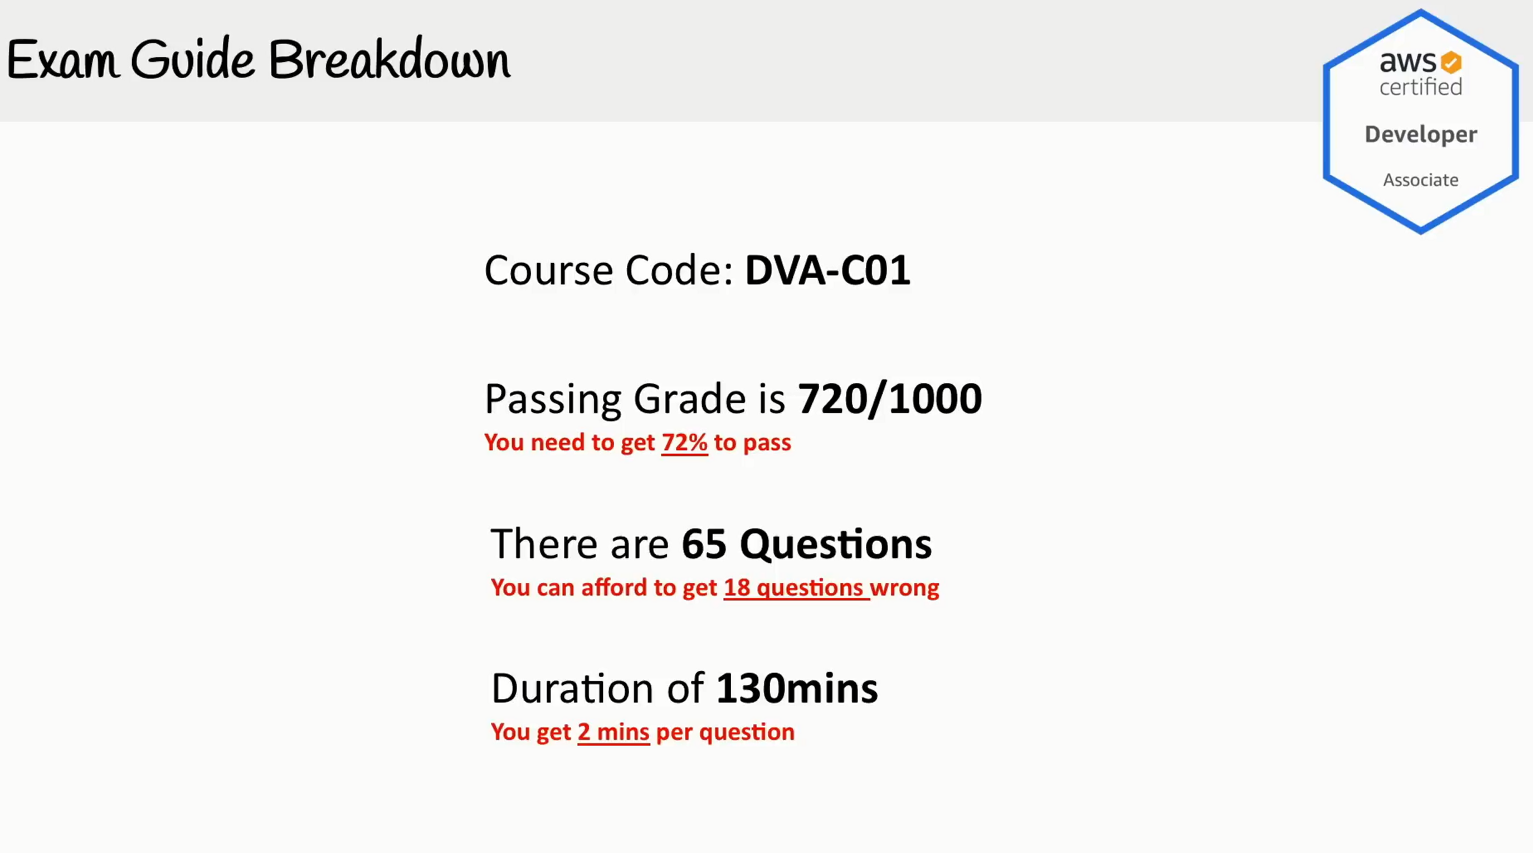 Exam Guide Breakdown
aws
certified
Developer
Associate
Course Code: DVA-C01
Passing Grade is 720/1000
You need to get 72% to pass
There are 65 Questions
You can afford to get 18 questions wrong
Duration of 130mins
You get 2 mins per question